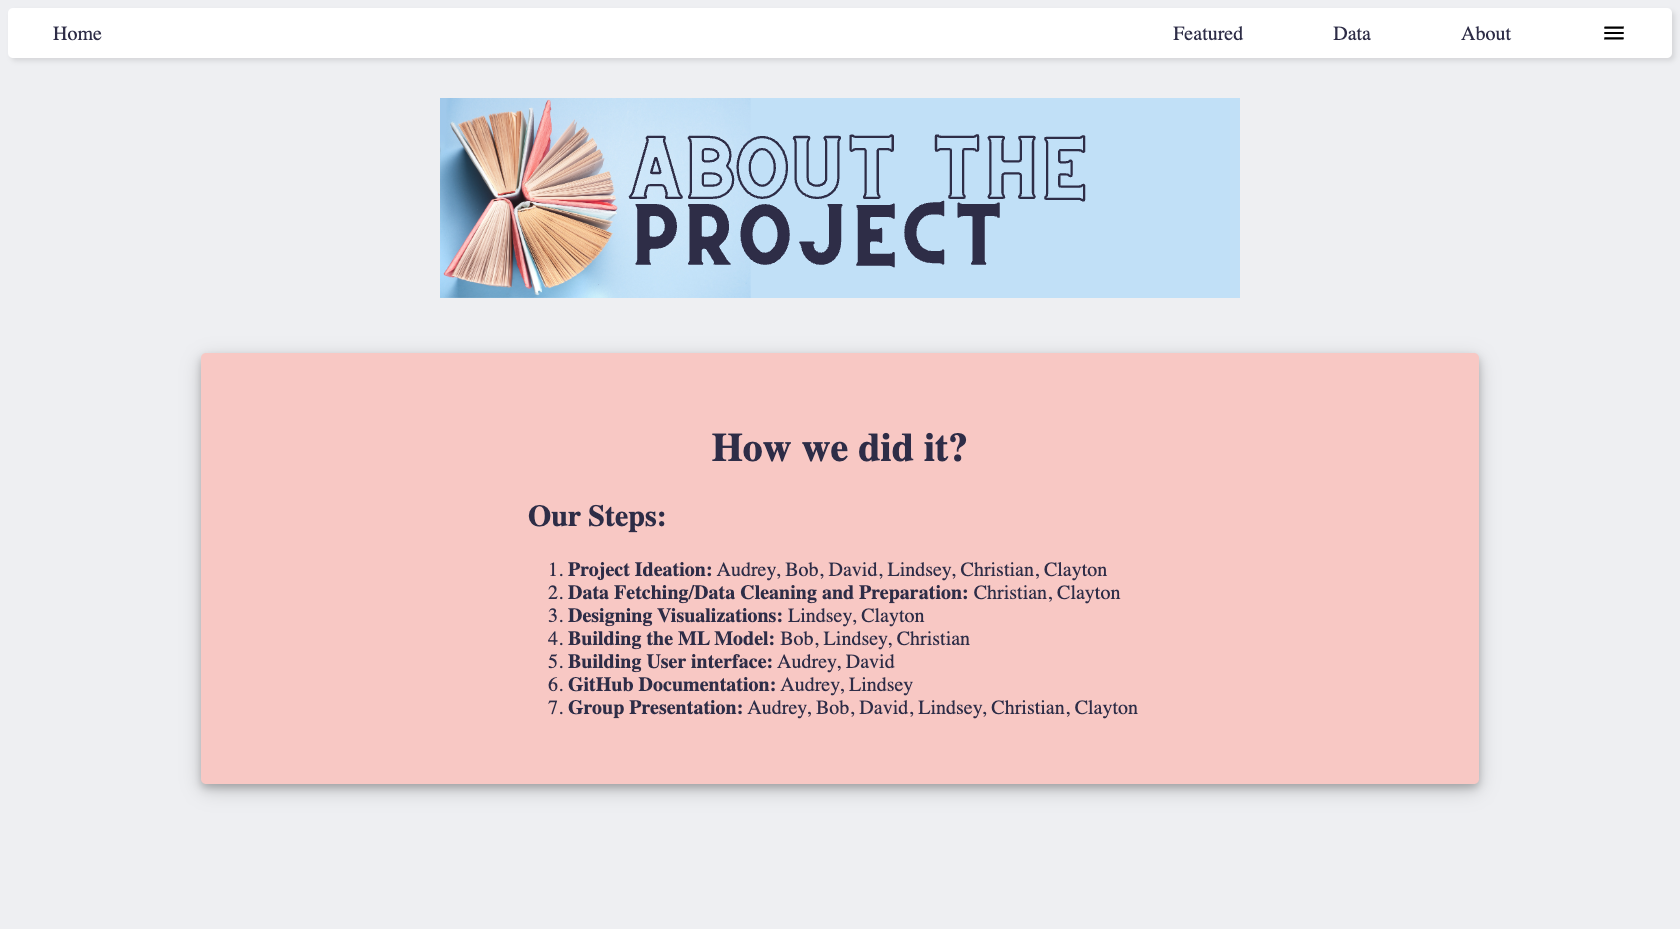 Home Featured Data About
ABOUT THE
PROJECT
How we did it?
Our Steps:
1. Project Ideation: Audrey, Bob, David, Lindsey, Christian, Clayton
2. Data Fetching/Data Cleaning and Preparation: Christian, Clayton
3. Designing Visualizations: Lindsey, Clayton
4. Building the ML Model: Bob, Lindsey, Christian
5. Building User interface: Audrey, David
6. GitHub Documentation: Audrey, Lindsey
7. Group Presentation: Audrey, Bob, David, Lindsey, Christian, Clayton